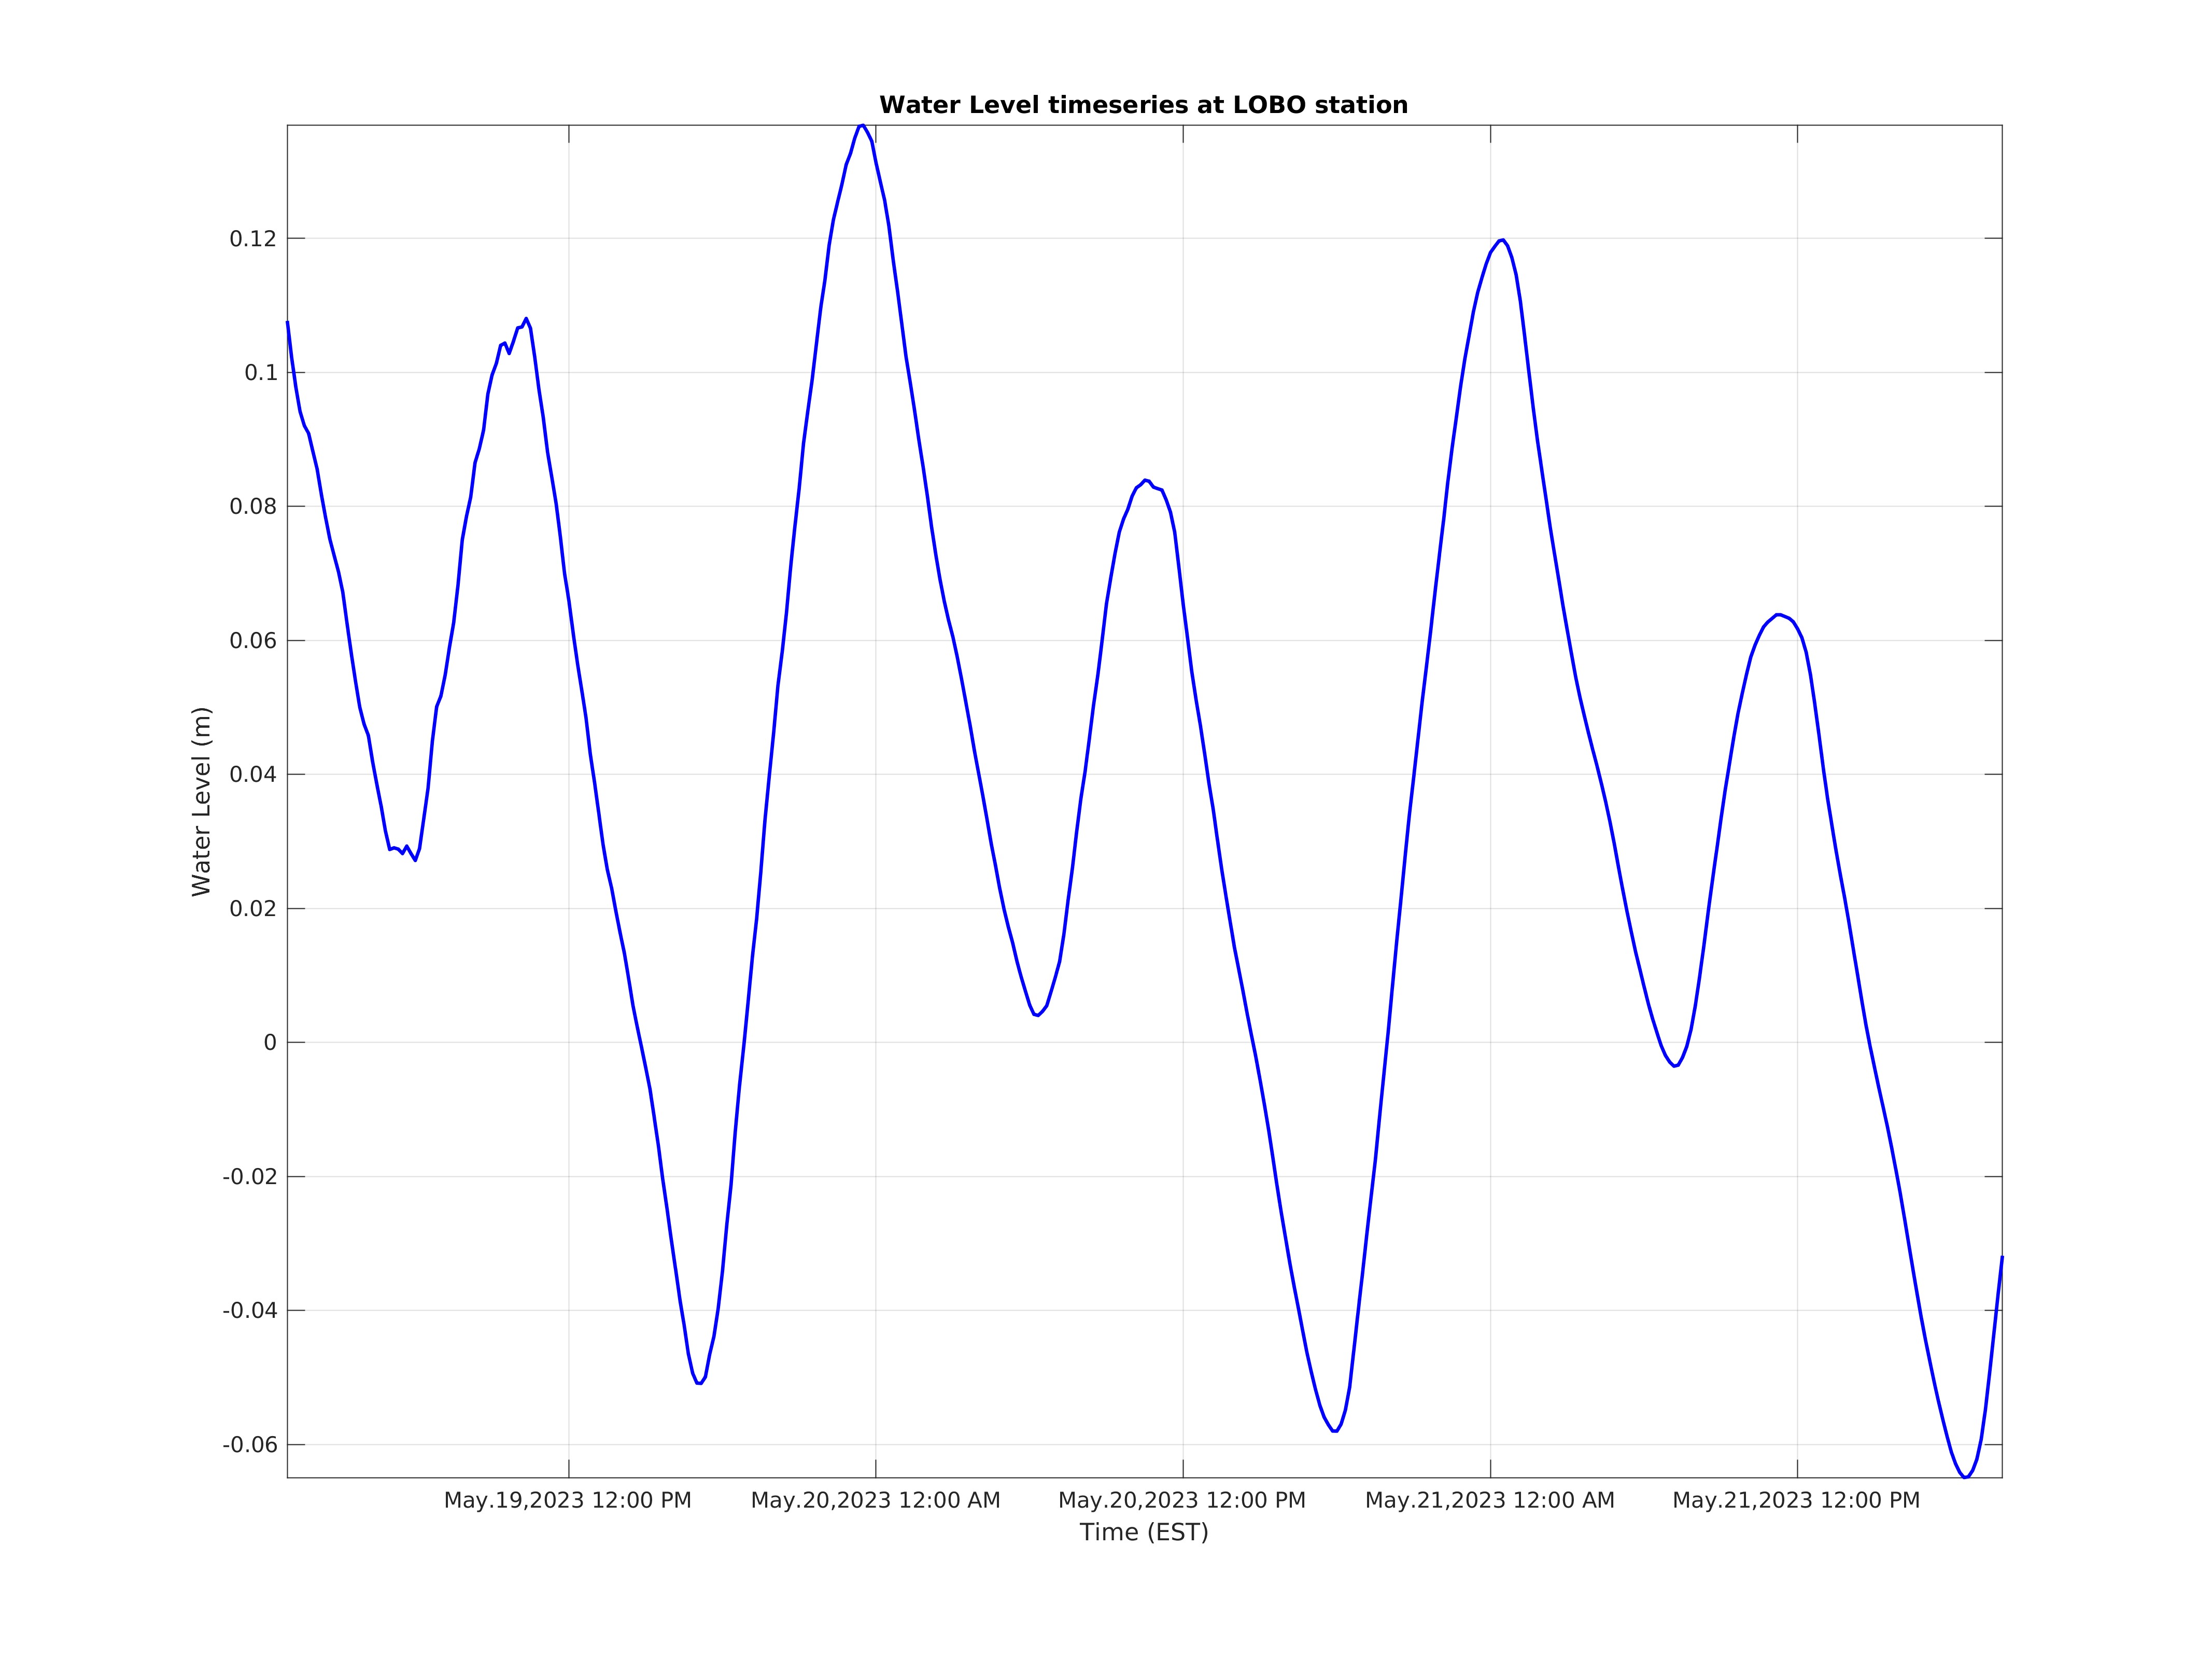 Water Level timeseries at LOBO station
0.12
0.1
0.08
0.06
0.04
0.02
0
-0.02
-0.04
-0.06
Water Level (m)
May.19,2023 12:00 PM May.20,2023 12:00 AM May.20,2023 12:00 PM May.21,2023 12:00 AM May.21,2023 12:00 PM
Time (EST)